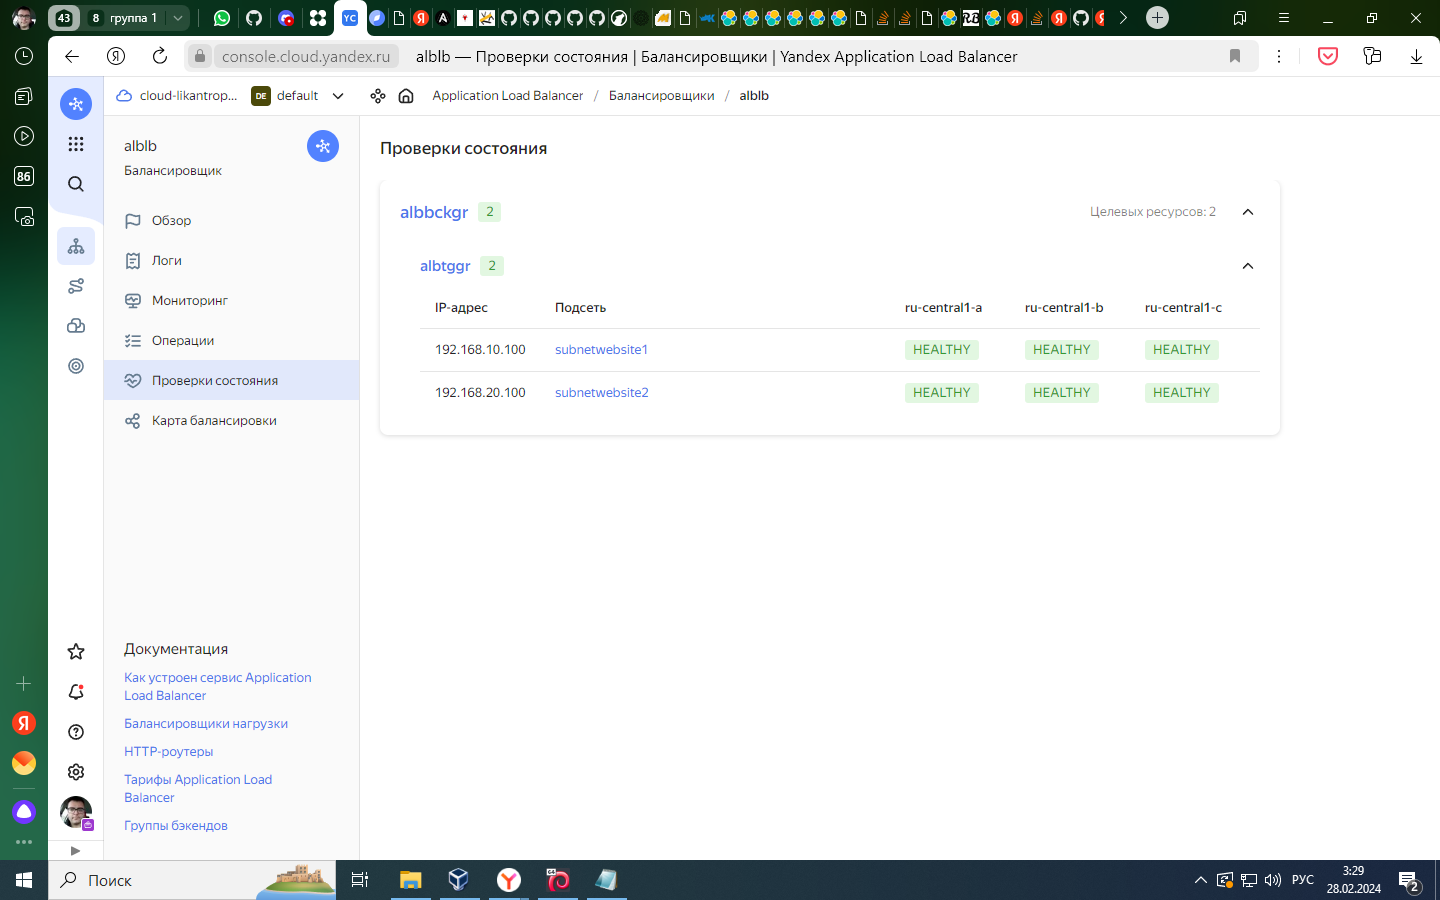 43
8 группа 1
YC
console.cloud.yandex.ru
alblb — Проверки состояния | Балансировщики | Yandex Application Load Balancer
cloud-likantrop...
DE default
Application Load Balancer / Балансировщики / alblb
86
alblb
Балансировщик
Обзор
Логи
Мониторинг
Операции
Проверки состояния
Карта балансировки
Документация
Как устроен сервис Application
Load Balancer
Балансировщики нагрузки
HTTP-роутеры
Тарифы Application Load
Balancer
Группы бэкендов
Проверки состояния
albbckgr 2
Целевых ресурсов: 2
albtggr 2
IP-адрес Подсеть ru-central1-a ru-central1-b ru-central1-c
192.168.10.100 subnetwebsite1 HEALTHY HEALTHY HEALTHY
192.168.20.100 subnetwebsite2 HEALTHY HEALTHY HEALTHY
Поиск
64
РУС
3:29
28.02.2024
2